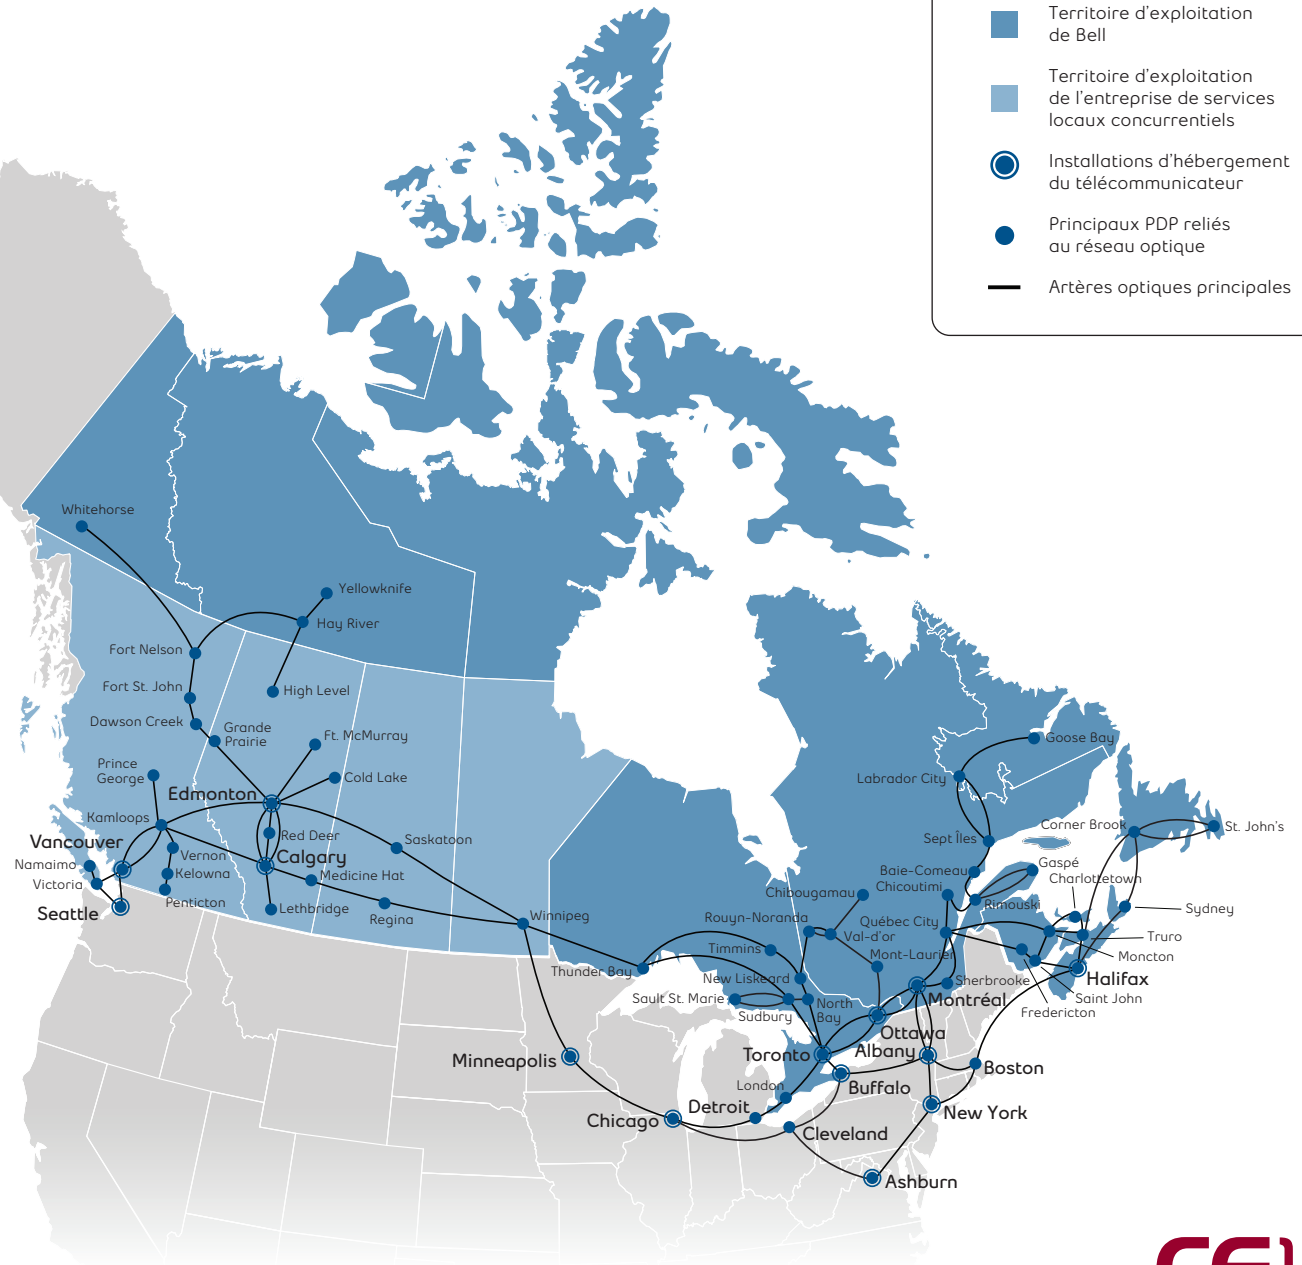 Territoire d'exploitation
de Bell
Territoire d'exploitation
de l'entreprise de services
locaux concurrentiels
Installations d'hébergement
du télécommunicateur
Principaux PDP reliés
au réseau optique
Artères optiques principales
Whitehorse
Yellowknife
Hay River
Fort Nelson
High Level
Fort St. John
Dawson Creek
Grande
Prairie
Ft. McMurray
Prince
George
Cold Lake
Edmonton
Kamloops
Red Deer
Saskatoon
Vancouver
Vernon
Calgary
Namaimo
Kelowna
Medicine Hat
Victoria
Penticton
Lethbridge
Regina
Seattle
Winnipeg
Goose Bay
Labrador City
Corner Brook
St. John's
Sept Îles
Gaspé
Baie-Comeau
Charlottetown
Chibougamau
Chicoutimi
Rimouski
Sydney
Rouyn-Noranda
Québec City
Val-d'or
Truro
Timmins
Mont-Laurier
Moncton
Thunder Bay
New Liskeard
Sherbrooke
Halifax
Sault St. Marie
North
Bay
Montréal
Saint John
Sudbury
Fredericton
Ottawa
Toronto
Albany
Minneapolis
Boston
London
Buffalo
Detroit
New York
Chicago
Cleveland
Ashburn